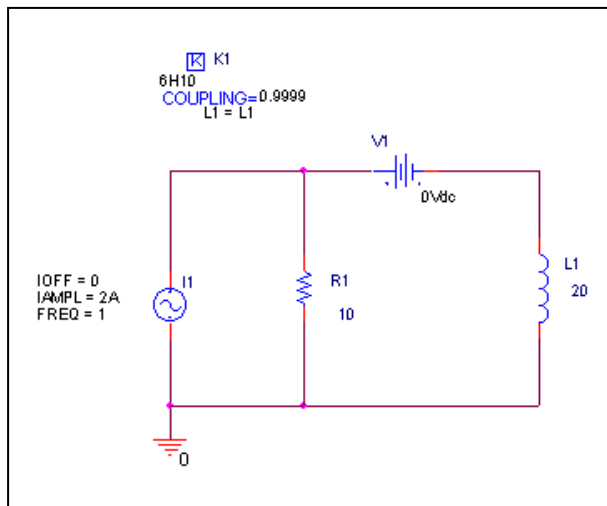 K K1
6H10
COUPLING=0.9999
L1 = L1
V1
0Vdc
IOFF = 0
IAMPL = 2A
FREQ = 1
I1
R1
10
L1
20
0